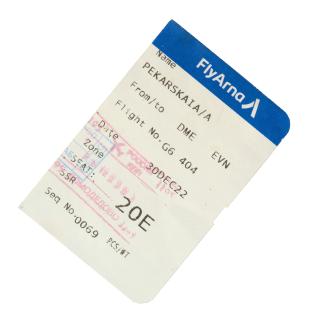 FlyArna
Name
PEKARSKAIA/A
From/to DME EVN
Flight No. G6 404
Date 30DEC22
Zone
SEAT: 20E
SSR
Seq No. 0069 PCS/WT